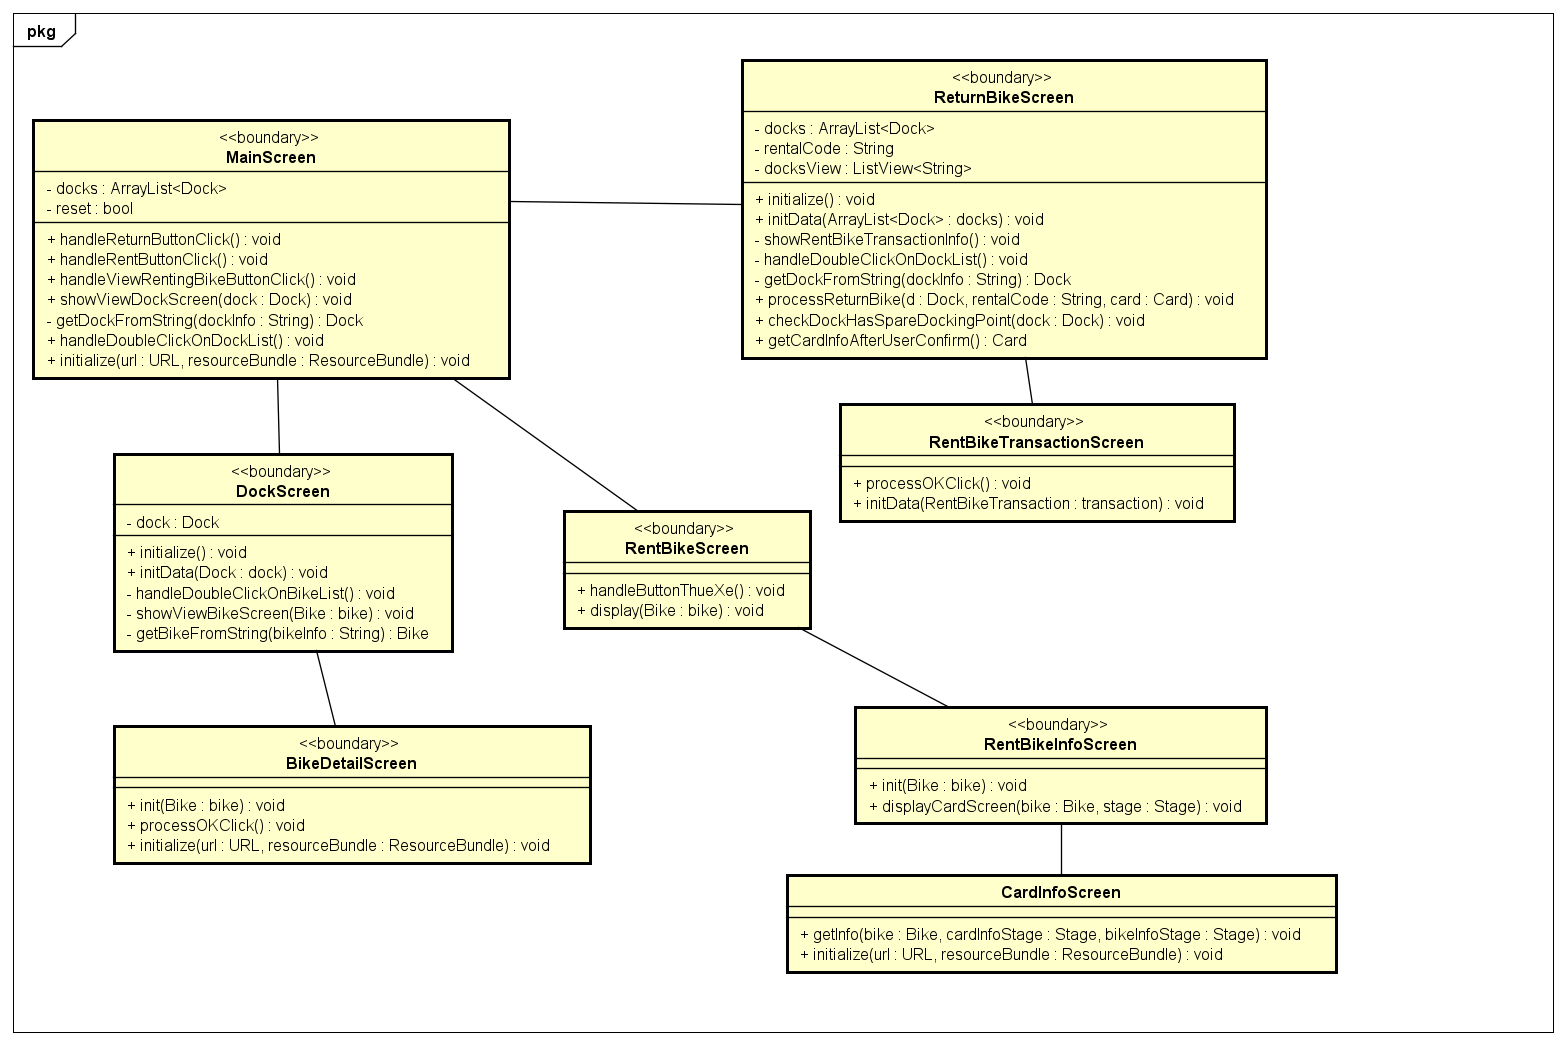 pkg
<<boundary>>
MainScreen
- docks : ArrayList<Dock>
- reset : bool
+ handleReturnButtonClick() : void
+ handleRentButtonClick() : void
+ handleViewRentingBikeButtonClick() : void
+ showViewDockScreen(dock : Dock) : void
- getDockFromString(dockInfo : String) : Dock
+ handleDoubleClickOnDockList() : void
+ initialize(url : URL, resourceBundle : ResourceBundle) : void
<<boundary>>
ReturnBikeScreen
- docks : ArrayList<Dock>
- rentalCode : String
- docksView : ListView<String>
+ initialize() : void
+ initData(ArrayList<Dock> : docks) : void
- showRentBikeTransactionInfo() : void
- handleDoubleClickOnDockList() : void
- getDockFromString(dockInfo : String) : Dock
+ processReturnBike(d : Dock, rentalCode : String, card : Card) : void
+ checkDockHasSpareDockingPoint(dock : Dock) : void
+ getCardInfoAfterUserConfirm() : Card
<<boundary>>
RentBikeTransactionScreen
+ processOKClick() : void
+ initData(RentBikeTransaction : transaction) : void
<<boundary>>
DockScreen
- dock : Dock
+ initialize() : void
+ initData(Dock : dock) : void
- handleDoubleClickOnBikeList() : void
- showViewBikeScreen(Bike : bike) : void
- getBikeFromString(bikeInfo : String) : Bike
<<boundary>>
RentBikeScreen
+ handleButtonThueXe() : void
+ display(Bike : bike) : void
<<boundary>>
BikeDetailScreen
+ init(Bike : bike) : void
+ processOKClick() : void
+ initialize(url : URL, resourceBundle : ResourceBundle) : void
<<boundary>>
RentBikeInfoScreen
+ init(Bike : bike) : void
+ displayCardScreen(bike : Bike, stage : Stage) : void
CardInfoScreen
+ getInfo(bike : Bike, cardInfoStage : Stage, bikeInfoStage : Stage) : void
+ initialize(url : URL, resourceBundle : ResourceBundle) : void